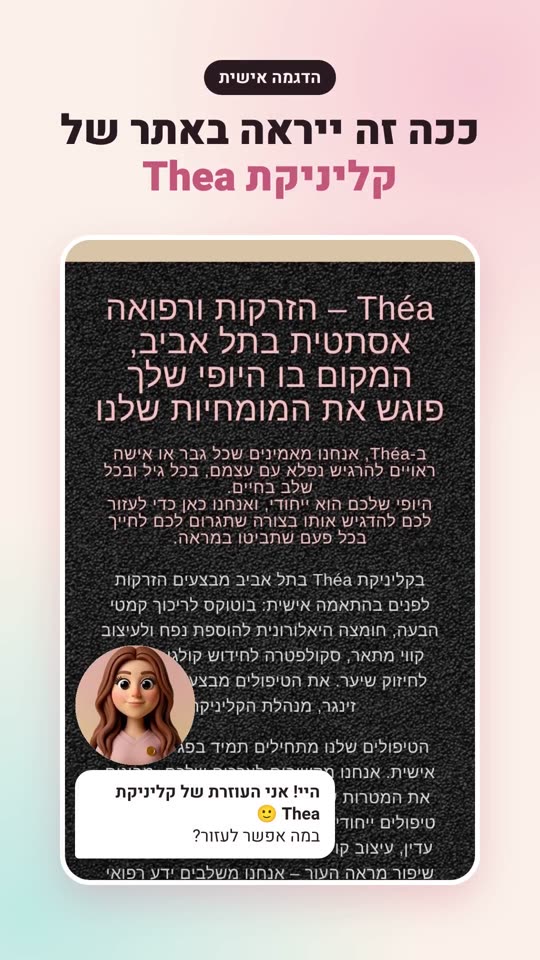 הדגמה אישית
ככה זה ייראה באתר של
קליניקת Thea
Théa – הזרקות ורפואה
אסתטית בתל אביב,
המקום בו היופי שלך
פוגש את המומחיות שלנו
ב-Théa, אנחנו מאמינים שכל גבר או אישה
ראויים להרגיש נפלא עם עצמם, בכל גיל ובכל
שלב בחיים.
היופי שלכם הוא ייחודי, ואנחנו כאן כדי לעזור
לכם להדגיש אותו בצורה שתגרום לכם לחייך
בכל פעם שתביטו במראה.
בקליניקת Théa בתל אביב מבצעים הזרקות
לפנים בהתאמה אישית: בוטוקס לריכוך קמטי
הבעה, חומצה היאלורונית להוספת נפח ולעיצוב
קווי מתאר, סקולפטרה לחידוש
לחיזוק שיער. את הטיפולים
זינגר, מנהלת
הטיפולים שלנו מתחילים תמיד
אישית. אנחנו
את המטרות
טיפולים
עדין, עיצוב
שיפור מראה העור – אנחנו משלבים ידע רפואי
היי! אני העוזרת של קליניקת
Thea 🙂
במה אפשר לעזור?